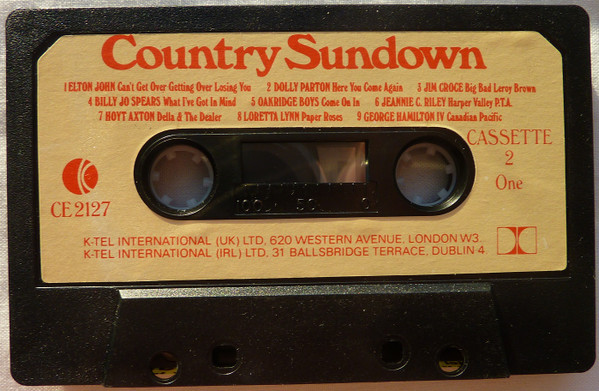 Country Sundown
1 ELTON JOHN Can't Get Over Getting Over Losing You 2 DOLLY PARTON Here You Come Again 3 JIM CROCE Big Bad Leroy Brown
4 BILLY JO SPEARS What I've Got In Mind 5 OAKRIDGE BOYS Come On In 6 JEANNIE C. RILEY Harper Valley P.T.A.
7 HOYT AXTON Della & The Dealer 8 LORETTA LYNN Paper Roses 9 GEORGE HAMILTON IV Canadian Pacific
CASSETTE
2
One
K
CE 2127
100 50 0
K-TEL INTERNATIONAL (UK) LTD, 620 WESTERN AVENUE, LONDON W3.
K-TEL INTERNATIONAL (IRL) LTD, 31 BALLSBRIDGE TERRACE, DUBLIN 4.